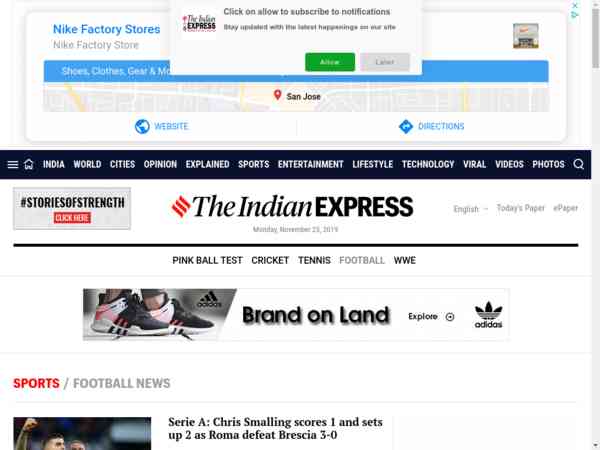 Nike Factory Stores
Nike Factory Store
Shoes, Clothes, Gear & Mo
San Jose
WEBSITE
DIRECTIONS
The Indian
EXPRESS
Click on allow to subscribe to notifications
Stay updated with the latest happenings on our site
Allow
Later
INDIA WORLD CITIES OPINION EXPLAINED SPORTS ENTERTAINMENT LIFESTYLE TECHNOLOGY VIRAL VIDEOS PHOTOS
#STORIESOFSTRENGTH
CLICK HERE
The Indian EXPRESS
Monday, November 25, 2019
English
Today's Paper
ePaper
PINK BALL TEST CRICKET TENNIS FOOTBALL WWE
adidas
Brand on Land
Explore
adidas
SPORTS / FOOTBALL NEWS
Serie A: Chris Smalling scores 1 and sets
up 2 as Roma defeat Brescia 3-0